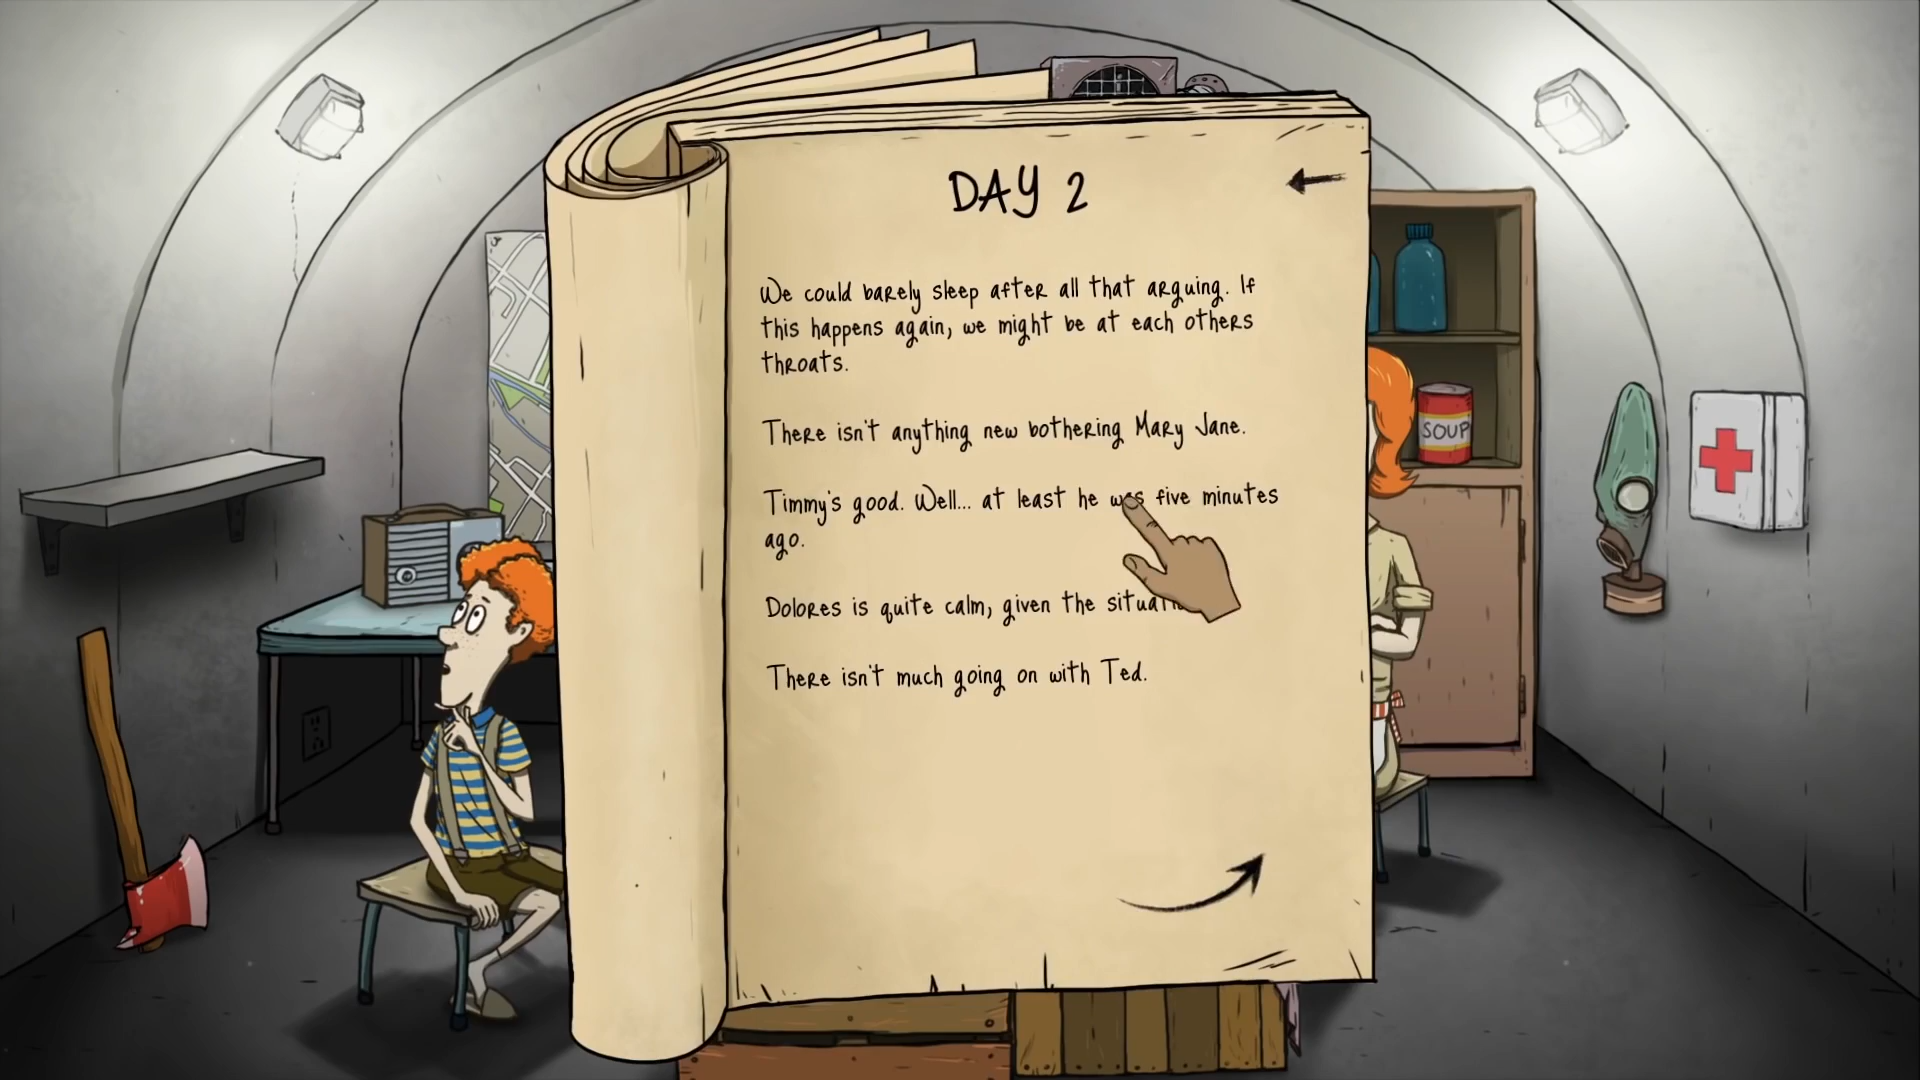 DAY 2
We could barely sleep after all that arguing. If
this happens again, we might be at each others
throats.
There isn't anything new bothering Mary Jane.
Timmy's good. Well... at least he was five minutes
ago.
Dolores is quite calm, given the
There isn't much going on with Ted.
SOUP